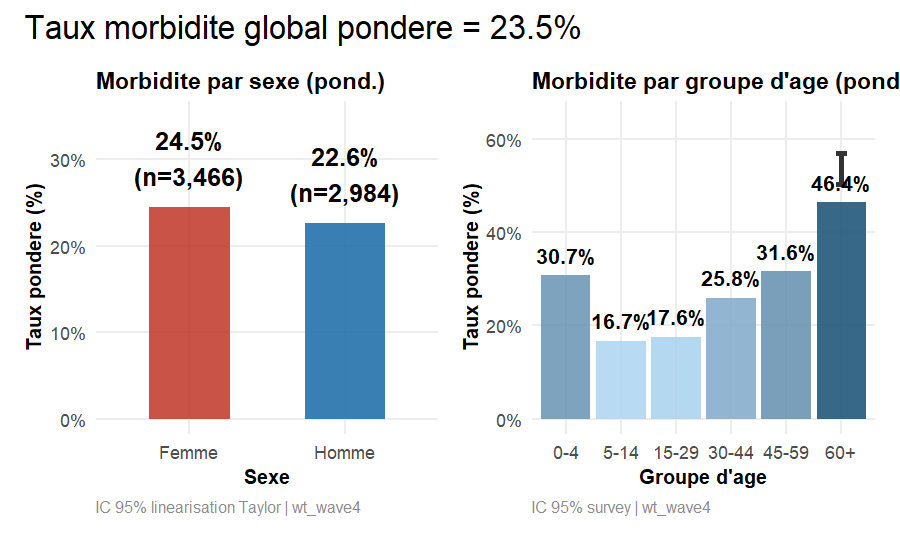 Taux morbidite global pondere = 23.5%
Morbidite par sexe (pond.)
Taux pondere (%)
30%
20%
10%
0%
24.5%
(n=3,466)
22.6%
(n=2,984)
Femme
Homme
Sexe
IC 95% linearisation Taylor | wt_wave4
Morbidite par groupe d'age (pond
Taux pondere (%)
60%
40%
20%
0%
30.7%
16.7%
17.6%
25.8%
31.6%
46.4%
0-4
5-14
15-29
30-44
45-59
60+
Groupe d'age
IC 95% survey | wt_wave4